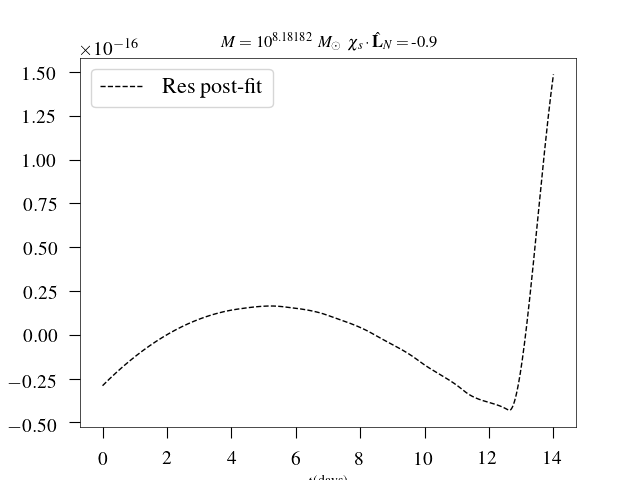 M = 10^8.18182 M☉ χs · L̂N = -0.9
×10−16
Res post-fit
1.50
1.25
1.00
0.75
0.50
0.25
0.00
−0.25
−0.50
0 2 4 6 8 10 12 14
t(days)